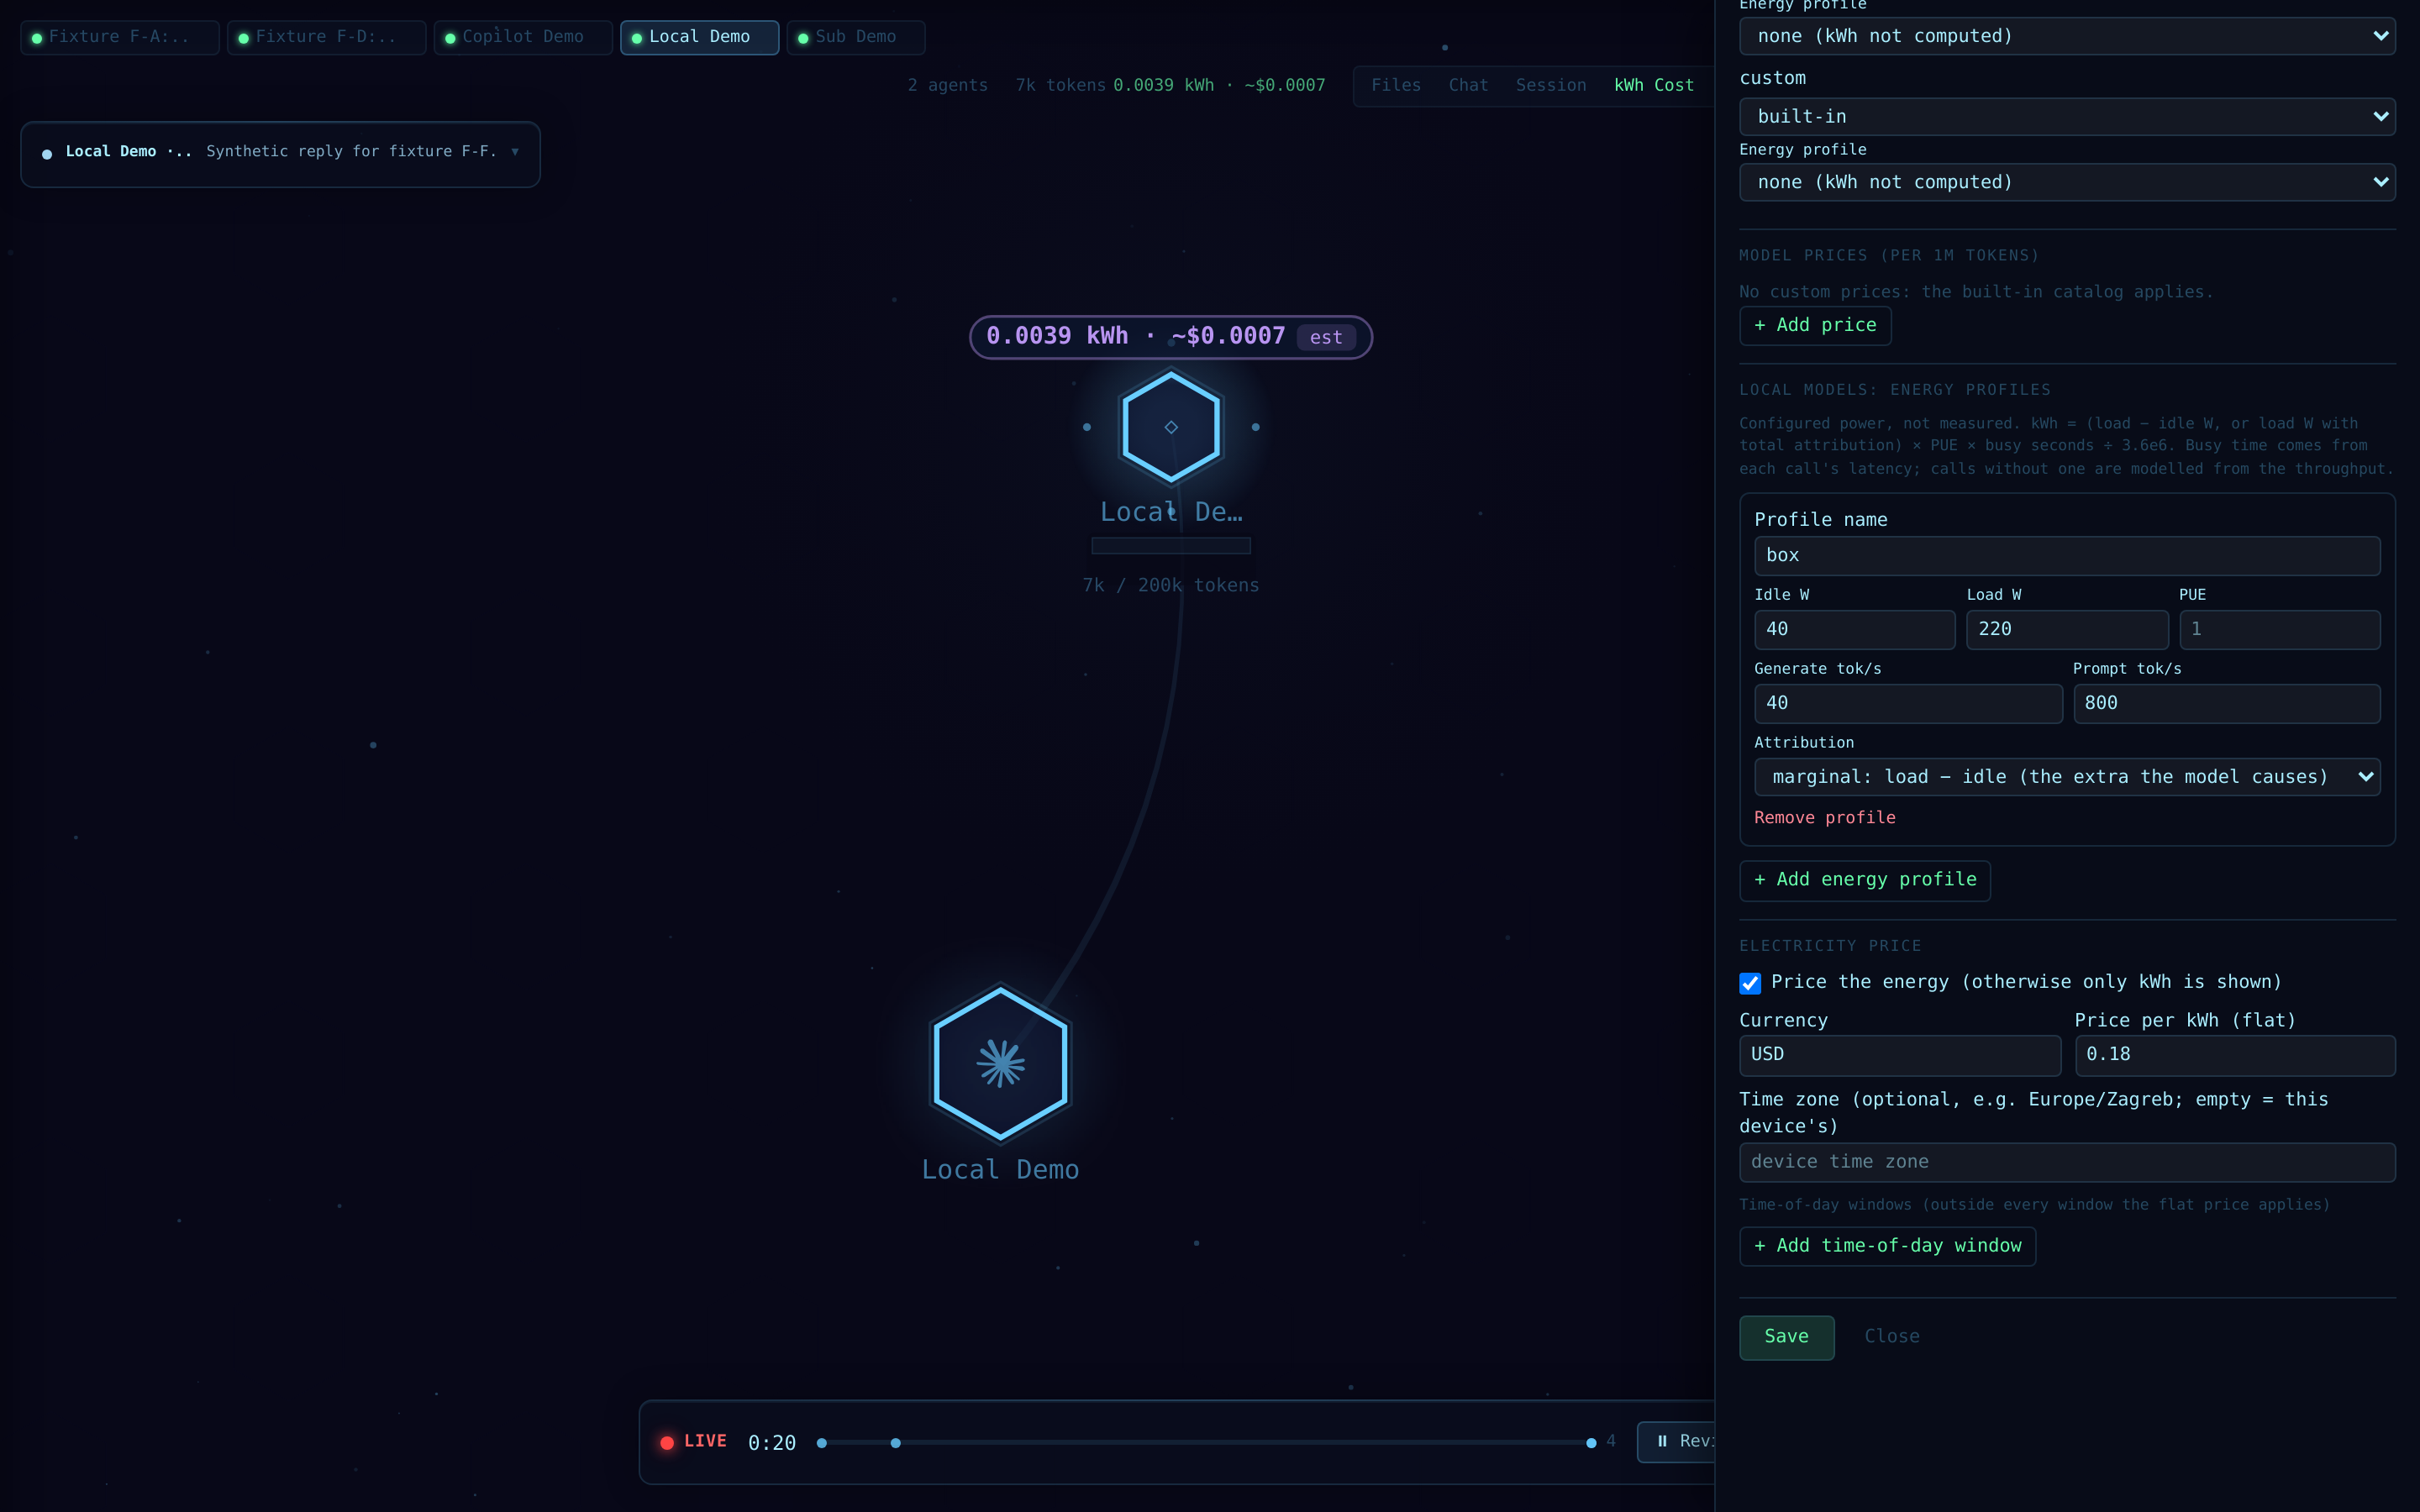 Fixture F-A:..
Fixture F-D:..
Copilot Demo
Local Demo
Sub Demo
2 agents
7k tokens
0.0039 kWh · ~$0.0007
Files
Chat
Session
kWh Cost
Local Demo ·..
Synthetic reply for fixture F-F.
0.0039 kWh · ~$0.0007
est
Local De…
7k / 200k tokens
Local Demo
LIVE
0:20
4
Energy profile
none (kWh not computed)
custom
built-in
Energy profile
none (kWh not computed)
MODEL PRICES (PER 1M TOKENS)
No custom prices: the built-in catalog applies.
+ Add price
LOCAL MODELS: ENERGY PROFILES
Configured power, not measured. kWh = (load − idle W, or load W with
total attribution) × PUE × busy seconds ÷ 3.6e6. Busy time comes from
each call's latency; calls without one are modelled from the throughput.
Profile name
box
Idle W
Load W
PUE
40
220
1
Generate tok/s
Prompt tok/s
40
800
Attribution
marginal: load − idle (the extra the model causes)
Remove profile
+ Add energy profile
ELECTRICITY PRICE
Price the energy (otherwise only kWh is shown)
Currency
Price per kWh (flat)
USD
0.18
Time zone (optional, e.g. Europe/Zagreb; empty = this
device's)
device time zone
Time-of-day windows (outside every window the flat price applies)
+ Add time-of-day window
Save
Close